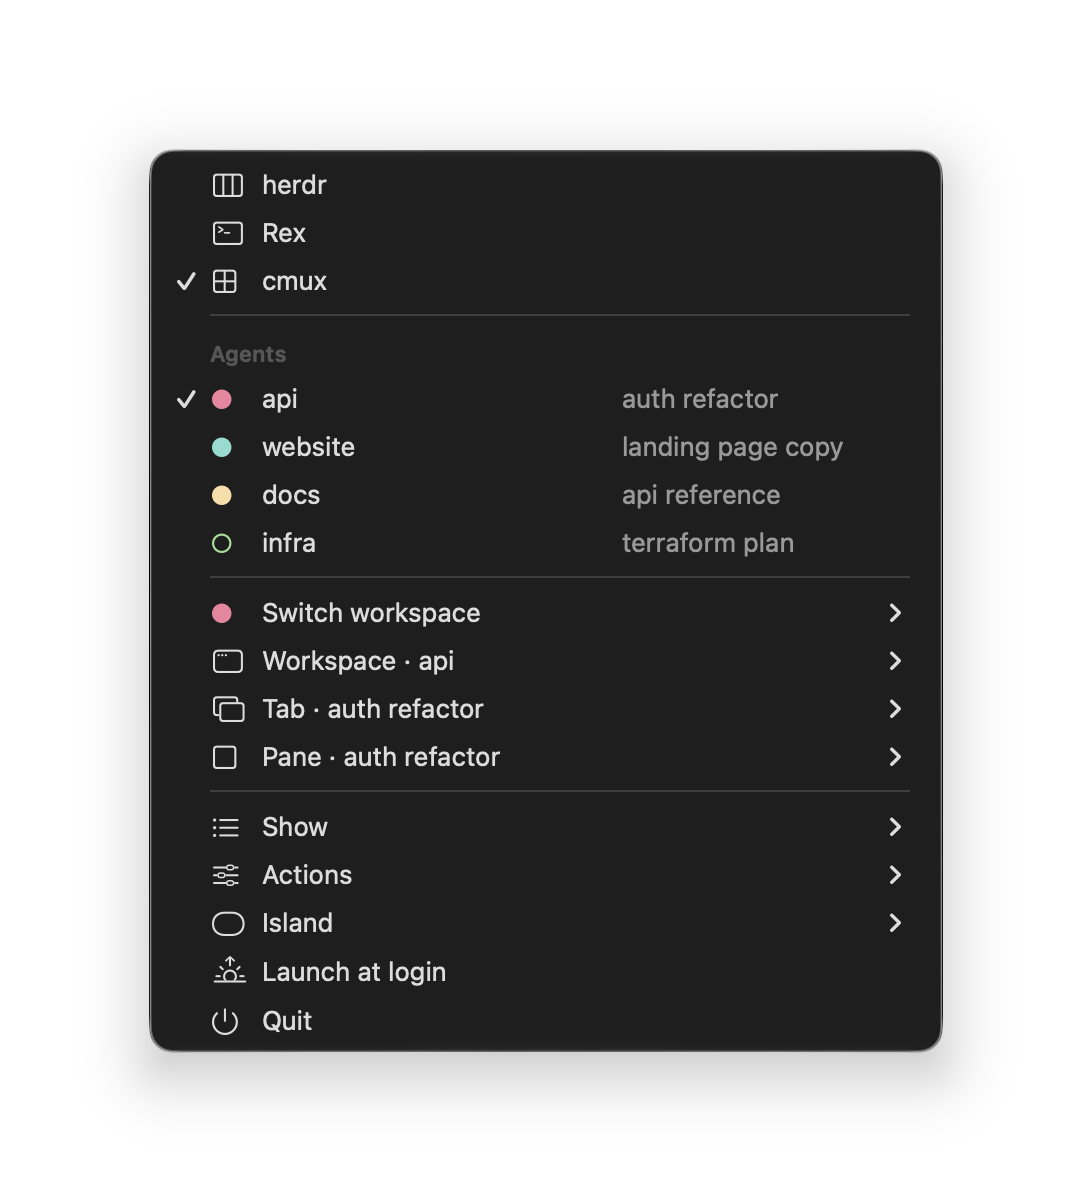 herdr
Rex
cmux
Agents
api auth refactor
website landing page copy
docs api reference
infra terraform plan
Switch workspace
Workspace · api
Tab · auth refactor
Pane · auth refactor
Show
Actions
Island
Launch at login
Quit